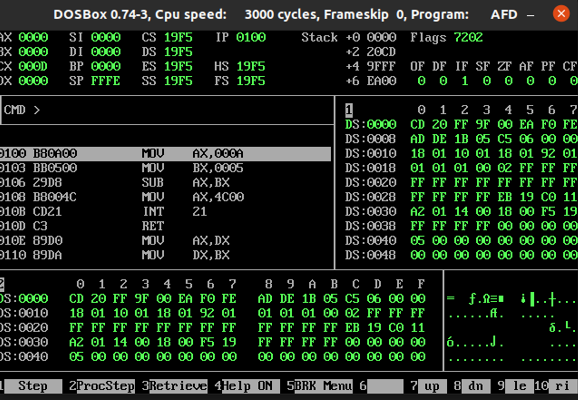 DOSBox 0.74-3, Cpu speed: 3000 cycles, Frameskip 0, Program: AFD
AX 0000 SI 0000 CS 19F5 IP 0100 Stack +0 0000 Flags 7202
BX 0000 DI 0000 DS 19F5 +2 20CD
CX 000D BP 0000 ES 19F5 HS 19F5 +4 9FFF OF DF IF SF ZF AF PF CF
DX 0000 SP FFFE SS 19F5 FS 19F5 +6 EA00 0 0 1 0 0 0 0 0
CMD > 1 0 1 2 3 4 5 6 7
DS:0000 CD 20 FF 9F 00 EA F0 FE
DS:0008 AD DE 1B 05 C5 06 00 00
0100 B80A00 MOV AX,000A DS:0010 18 01 10 01 18 01 92 01
0103 BB0500 MOV BX,0005 DS:0018 01 01 01 00 02 FF FF FF
0106 29D8 SUB AX,BX DS:0020 FF FF FF FF FF FF FF FF
0108 B8004C MOV AX,4C00 DS:0028 FF FF FF FF EB 19 C0 11
010B CD21 INT 21 DS:0030 A2 01 14 00 18 00 F5 19
010D C3 RET DS:0038 FF FF FF FF 00 00 00 00
010E 89D0 MOV AX,DX DS:0040 05 00 00 00 00 00 00 00
0110 89DA MOV DX,BX DS:0048 00 00 00 00 00 00 00 00
2 0 1 2 3 4 5 6 7 8 9 A B C D E F
DS:0000 CD 20 FF 9F 00 EA F0 FE AD DE 1B 05 C5 06 00 00
DS:0010 18 01 10 01 18 01 92 01 01 01 01 00 02 FF FF FF
DS:0020 FF FF FF FF FF FF FF FF FF FF FF FF EB 19 C0 11
DS:0030 A2 01 14 00 18 00 F5 19 FF FF FF FF 00 00 00 00
DS:0040 05 00 00 00 00 00 00 00 00 00 00 00 00 00 00 00
1 Step 2 ProcStep 3 Retrieve 4 Help ON 5 BRK Menu 6 7 up 8 dn 9 le 10 ri